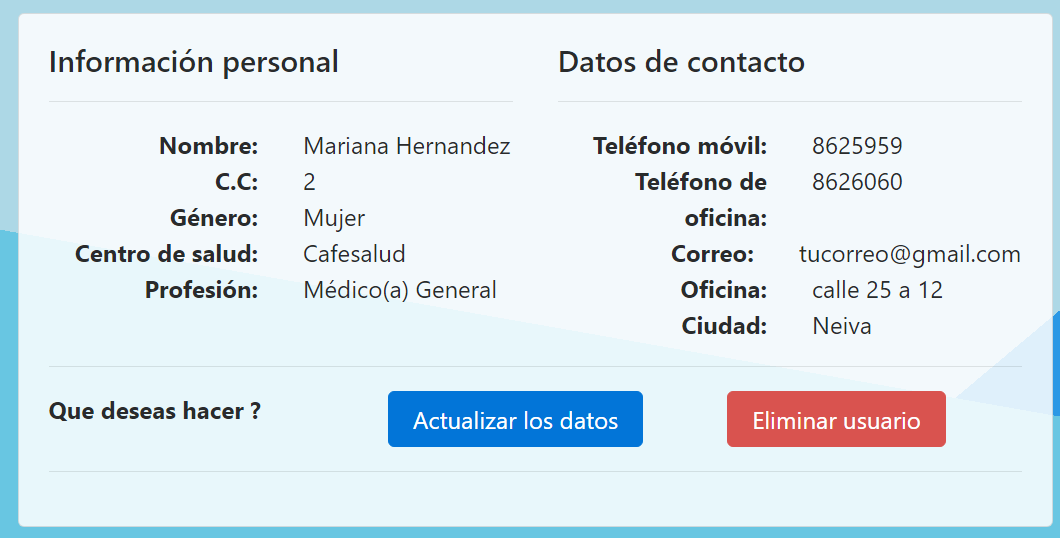 Información personal
Nombre: Mariana Hernandez
C.C: 2
Género: Mujer
Centro de salud: Cafesalud
Profesión: Médico(a) General
Datos de contacto
Teléfono móvil: 8625959
Teléfono de 8626060
oficina:
Correo: tucorreo@gmail.com
Oficina: calle 25 a 12
Ciudad: Neiva
Que deseas hacer ?
Actualizar los datos
Eliminar usuario